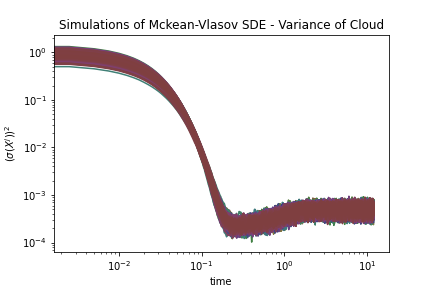 Simulations of Mckean-Vlasov SDE - Variance of Cloud
10⁰
10⁻¹
10⁻²
10⁻³
10⁻⁴
(σ(Xⁱ))²
10⁻² 10⁻¹ 10⁰ 10¹
time